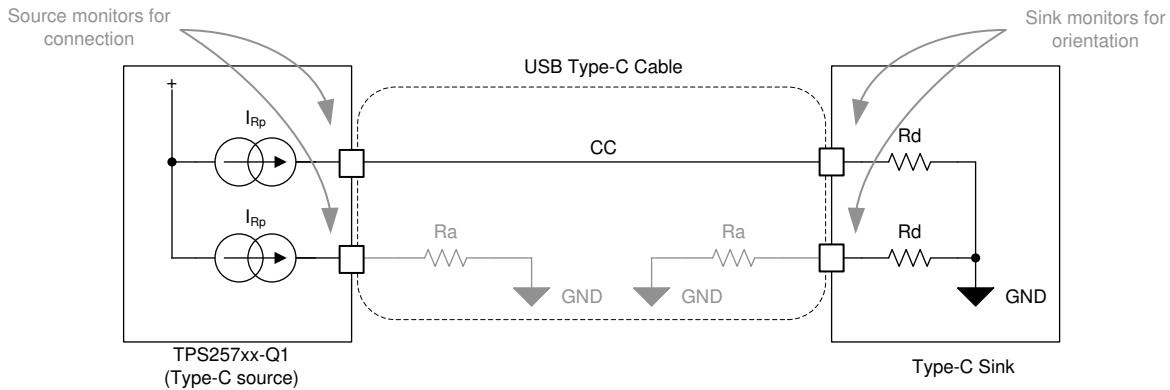 Source monitors for
connection
Sink monitors for
orientation
USB Type-C Cable
+
IRp
CC
Rd
IRp
Ra
Ra
Rd
GND
GND
GND
TPS257xx-Q1
(Type-C source)
Type-C Sink